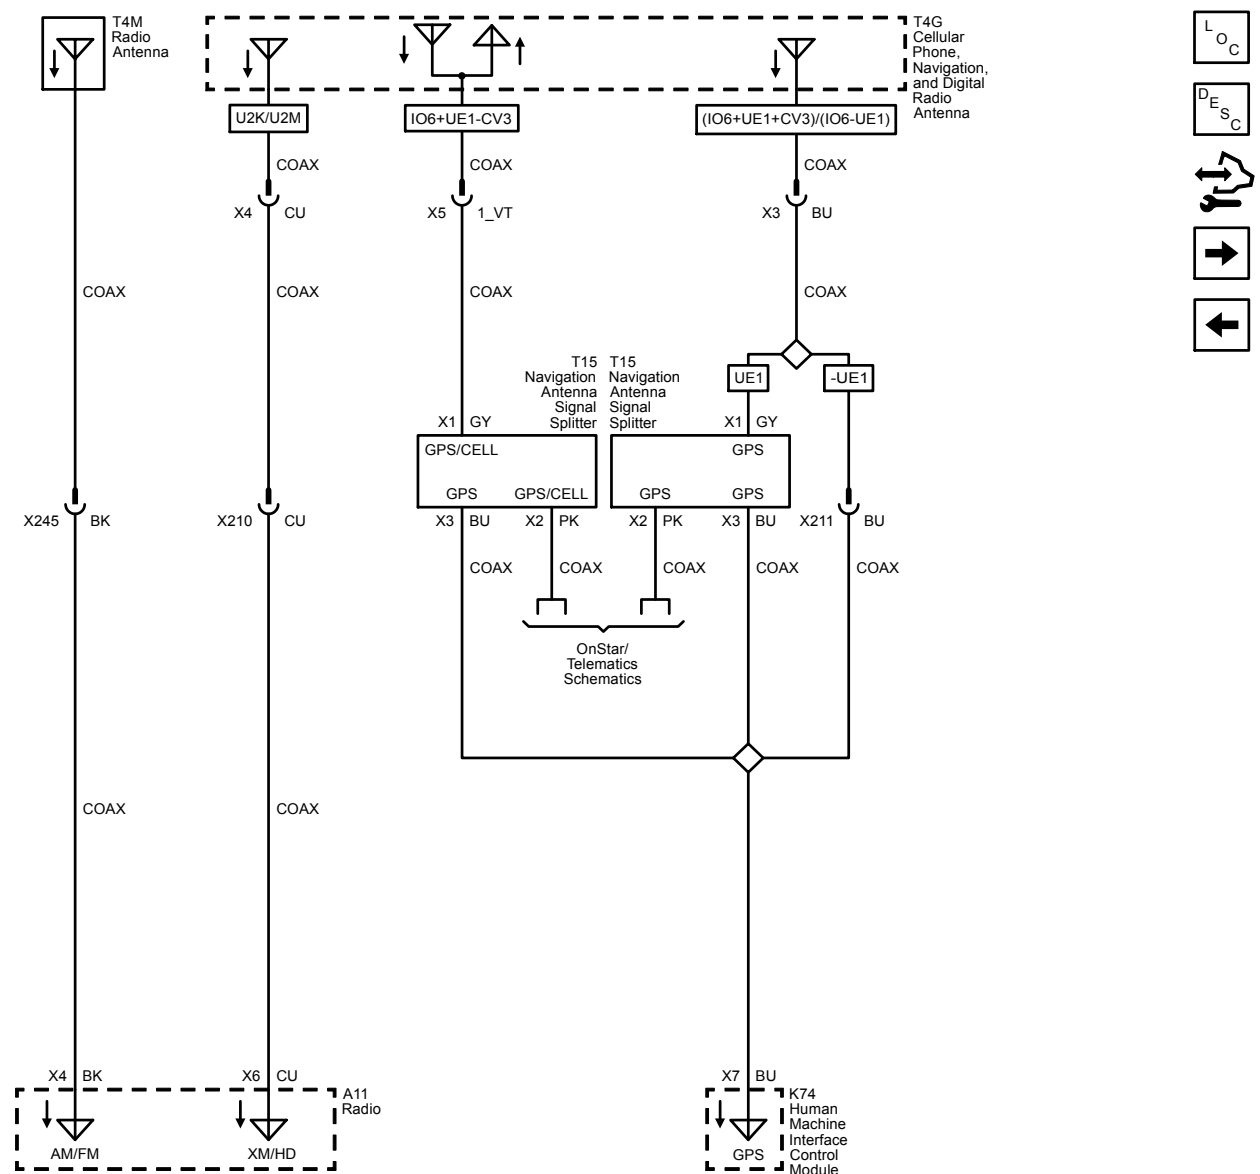 T4M
Radio
Antenna
T4G
Cellular
Phone,
Navigation,
and Digital
Radio
Antenna
L
O
C
D
E
S
C
U2K/U2M
IO6+UE1-CV3
(IO6+UE1+CV3)/(IO6-UE1)
COAX
COAX
COAX
X4 CU
X5 1_VT
X3 BU
COAX
COAX
COAX
COAX
T15
Navigation
Antenna
Signal
Splitter
T15
Navigation
Antenna
Signal
Splitter
UE1
-UE1
X1 GY
X1 GY
GPS/CELL
GPS
GPS
GPS/CELL
GPS
GPS
X245 BK
X210 CU
X3 BU
X2 PK
X2 PK
X3 BU
X211 BU
COAX
COAX
COAX
COAX
COAX
OnStar/
Telematics
Schematics
COAX
COAX
X4 BK
X6 CU
X7 BU
A11
Radio
K74
Human
Machine
Interface
Control
Module
AM/FM
XM/HD
GPS